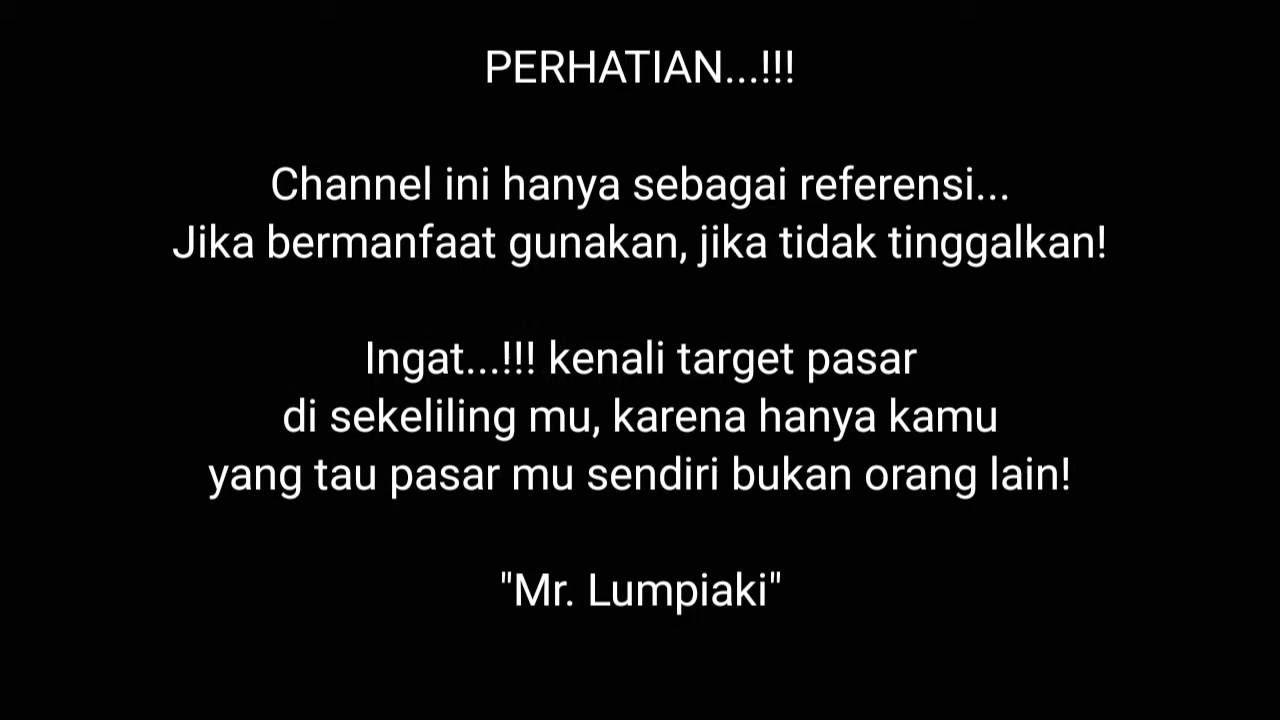 PERHATIAN...!!!
Channel ini hanya sebagai referensi...
Jika bermanfaat gunakan, jika tidak tinggalkan!
Ingat...!!! kenali target pasar
di sekeliling mu, karena hanya kamu
yang tau pasar mu sendiri bukan orang lain!
"Mr. Lumpiaki"